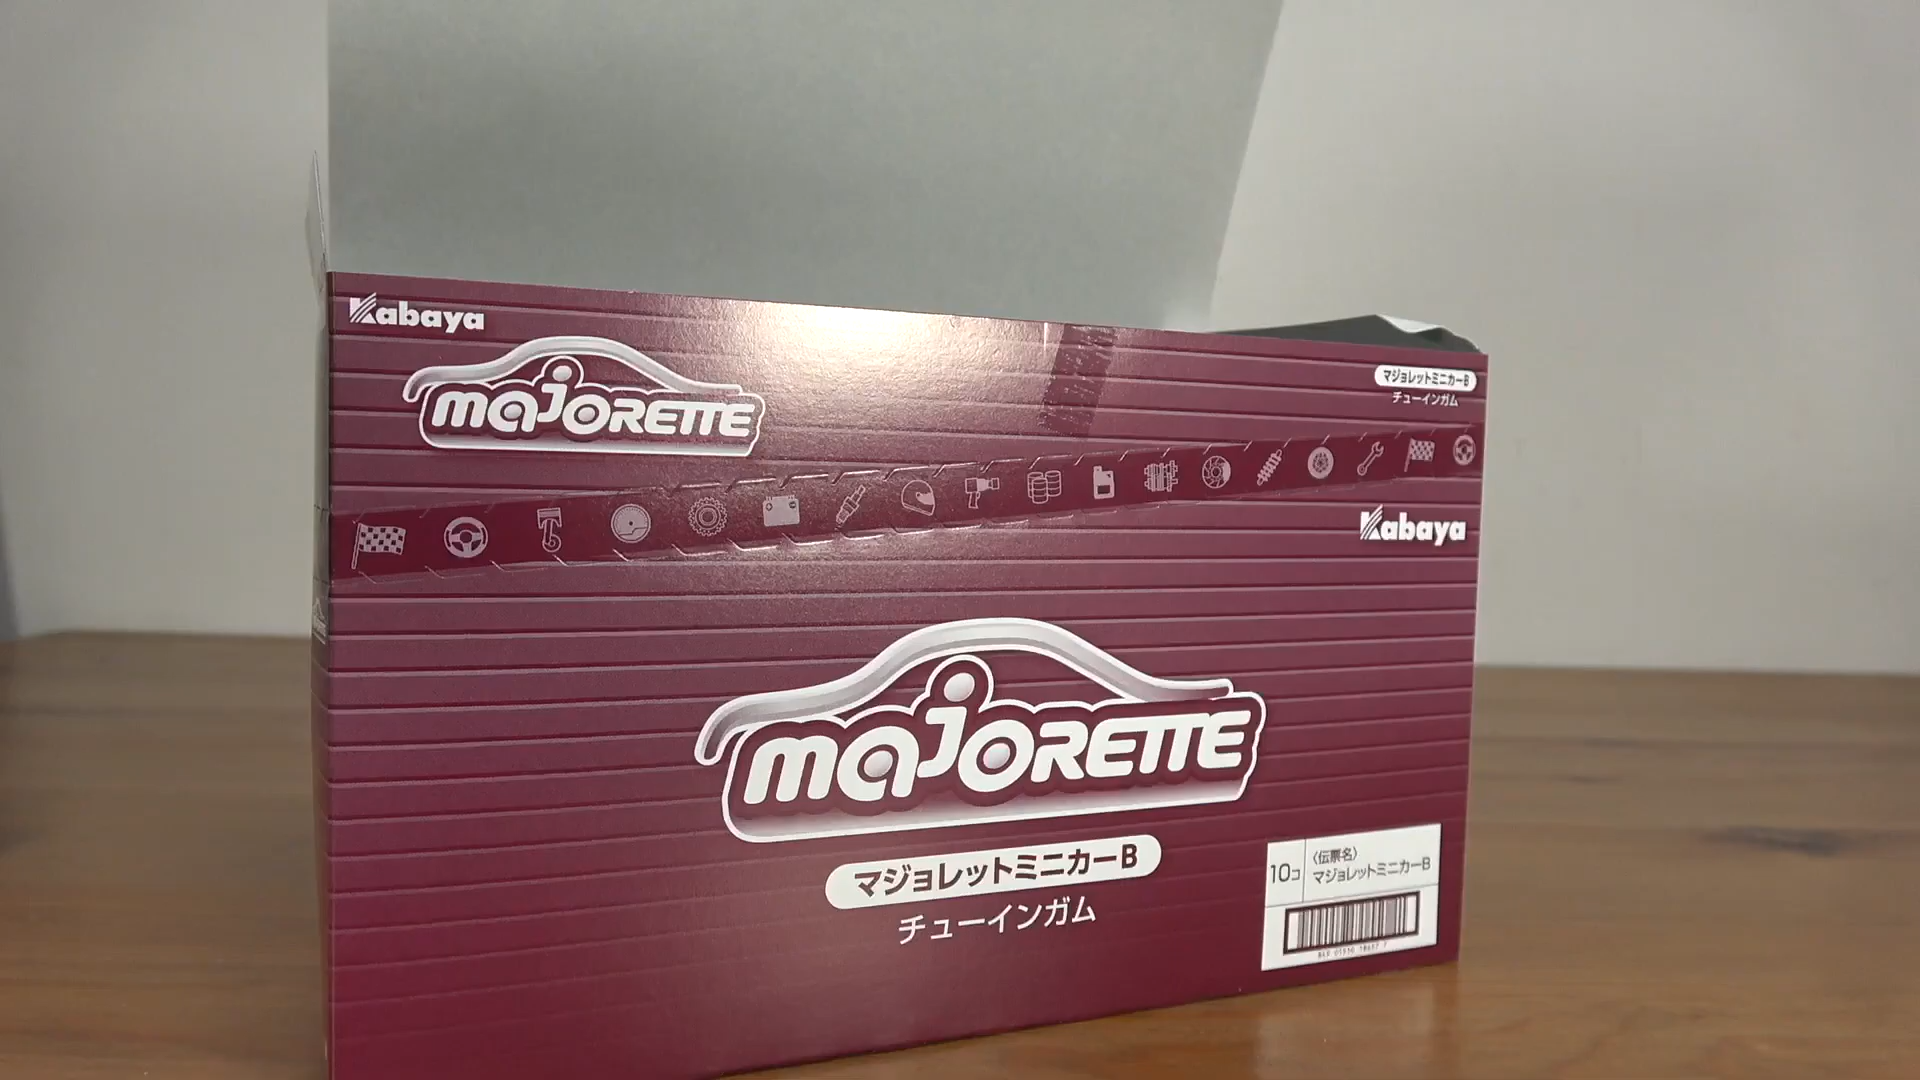 Kabaya
majorette
マジョレットミニカーB
チューインガム
Kabaya
majorette
マジョレットミニカーB
チューインガム
10コ
〈伝票名〉
マジョレットミニカーB